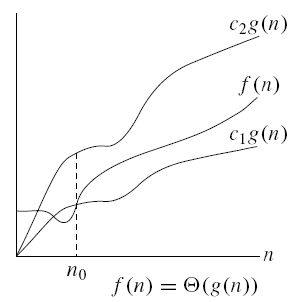 c₂g(n)
f(n)
c₁g(n)
n
n₀
f(n) = Θ(g(n))